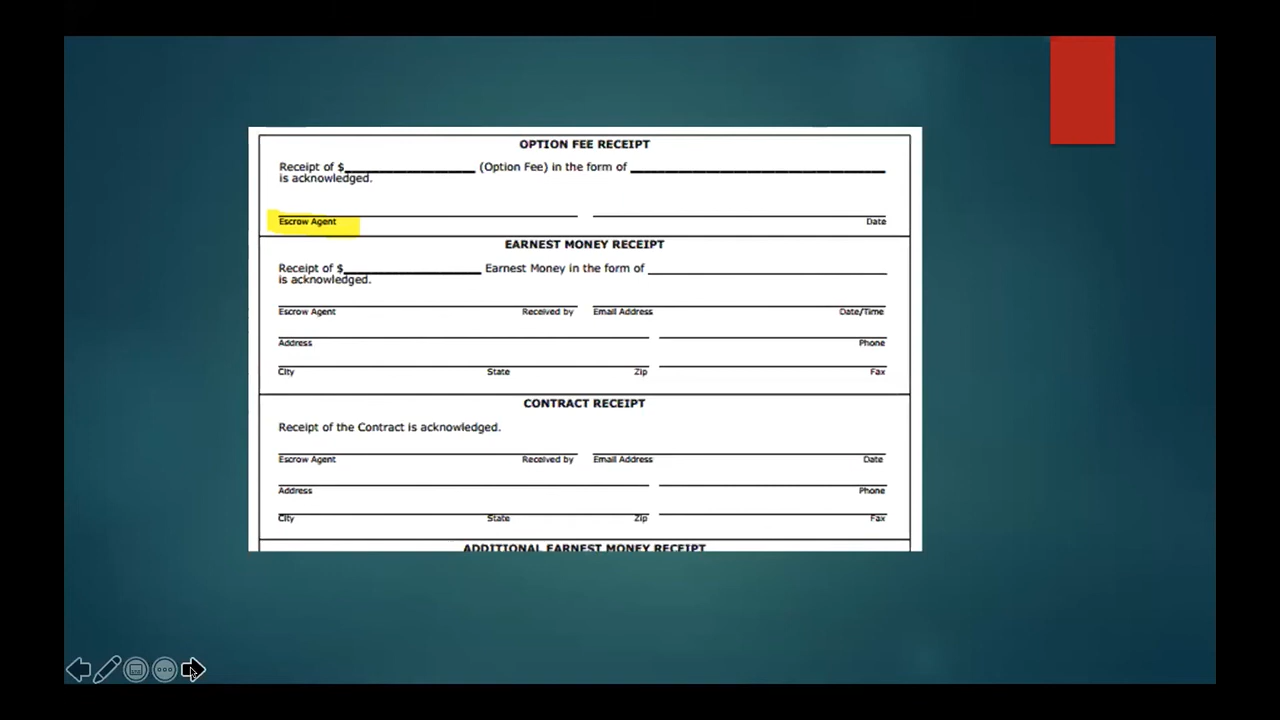 OPTION FEE RECEIPT
Receipt of $ (Option Fee) in the form of
is acknowledged.
Escrow Agent Date
EARNEST MONEY RECEIPT
Receipt of $ Earnest Money in the form of
is acknowledged.
Escrow Agent Received by Email Address Date/Time
Address Phone
City State Zip Fax
CONTRACT RECEIPT
Receipt of the Contract is acknowledged.
Escrow Agent Received by Email Address Date
Address Phone
City State Zip Fax
ADDITIONAL EARNEST MONEY RECEIPT